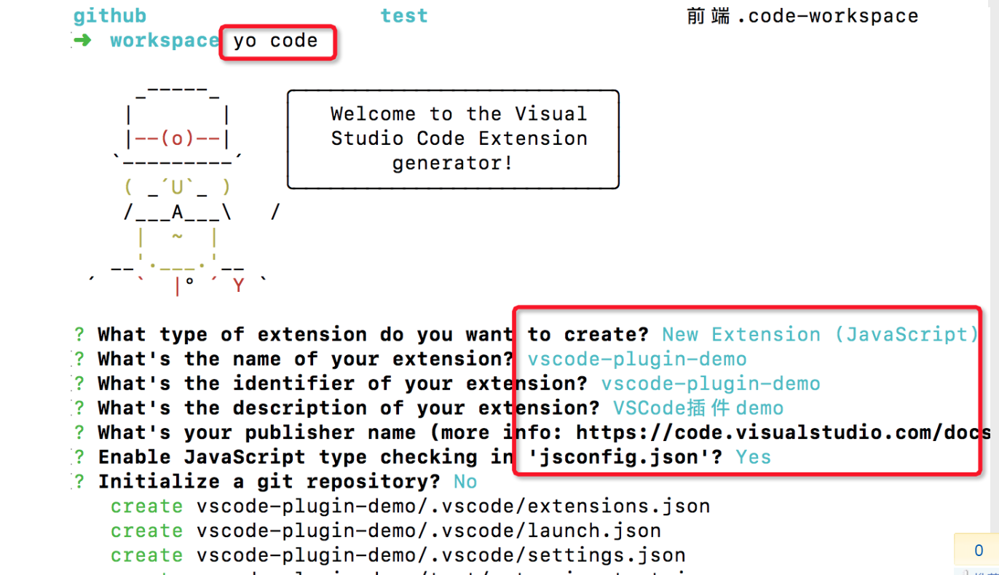 github test 前端.code-workspace
➜ workspace yo code
_-----_
| |
|--(o)--|
`---------´
( _´U`_ )
/___A___\ /
| ~ |
__'.___.'__
´ ` |° ´ Y `
Welcome to the Visual
Studio Code Extension
generator!
? What type of extension do you want to create? New Extension (JavaScript)
? What's the name of your extension? vscode-plugin-demo
? What's the identifier of your extension? vscode-plugin-demo
? What's the description of your extension? VSCode插件demo
? What's your publisher name (more info: https://code.visualstudio.com/docs
? Enable JavaScript type checking in 'jsconfig.json'? Yes
? Initialize a git repository? No
create vscode-plugin-demo/.vscode/extensions.json
create vscode-plugin-demo/.vscode/launch.json
create vscode-plugin-demo/.vscode/settings.json
0